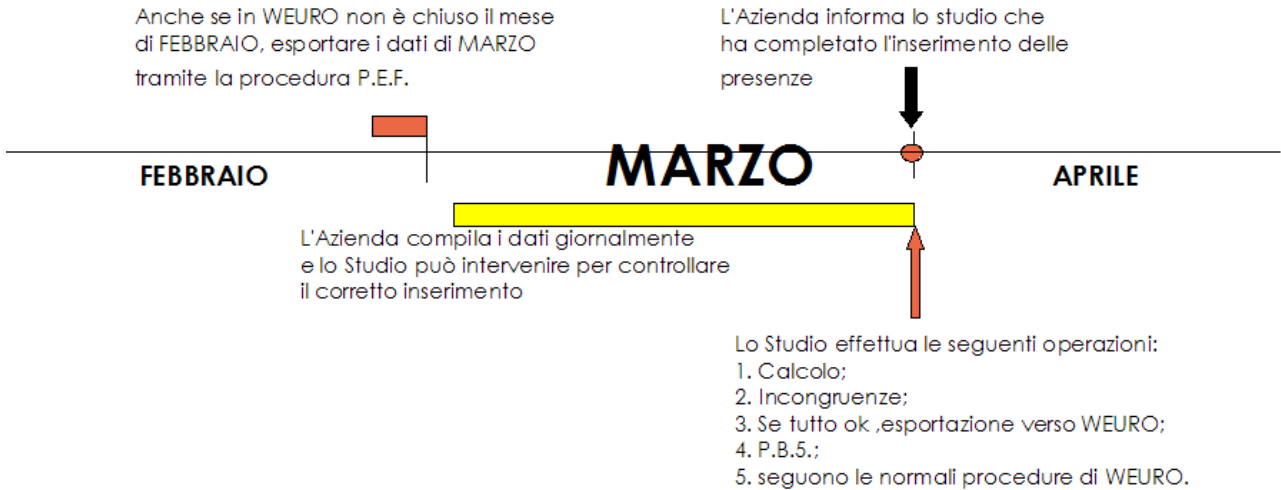 Anche se in WEURO non è chiuso il mese
di FEBBRAIO, esportare i dati di MARZO
tramite la procedura P.E.F.
L'Azienda informa lo studio che
ha completato l'inserimento delle
presenze
FEBBRAIO
MARZO
APRILE
L'Azienda compila i dati giornalmente
e lo Studio può intervenire per controllare
il corretto inserimento
Lo Studio effettua le seguenti operazioni:
1. Calcolo;
2. Incongruenze;
3. Se tutto ok ,esportazione verso WEURO;
4. P.B.5.;
5. seguono le normali procedure di WEURO.